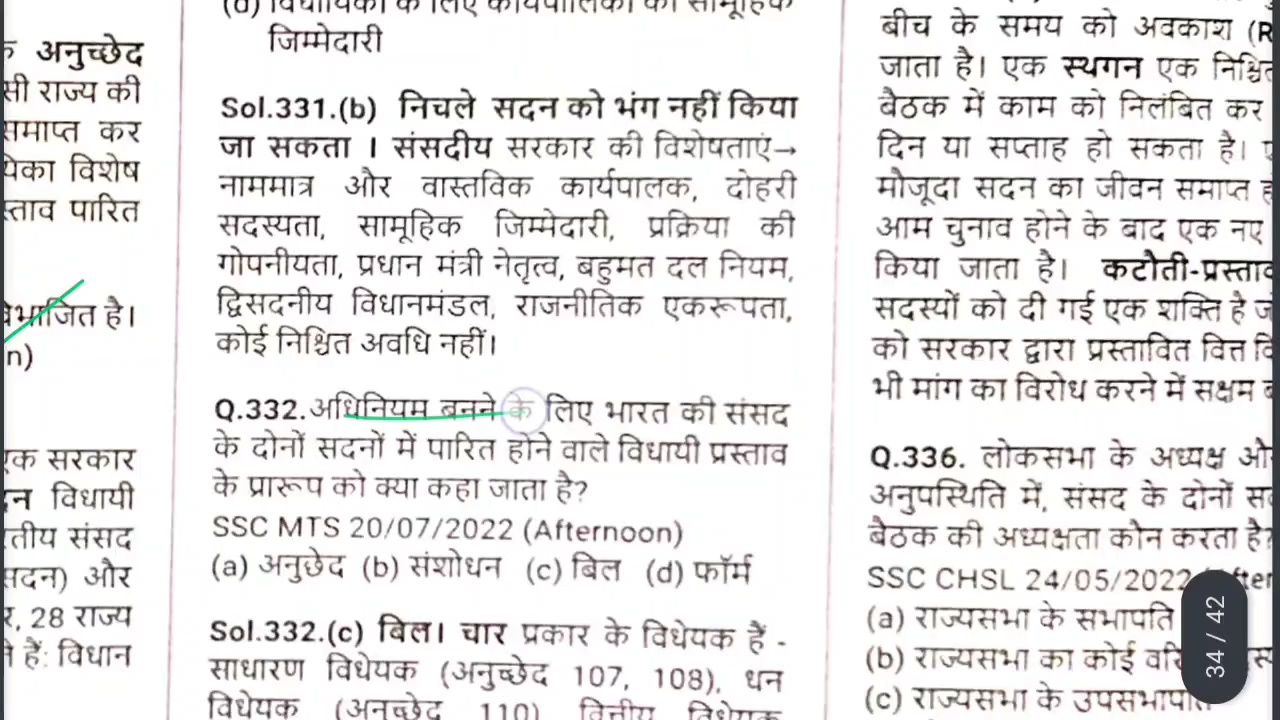 अनुच्छेद
सी राज्य की
समाप्त कर
विशेष
पारित
है।
n)
सरकार
विधायी
संसद
सदन) और
28 राज्य
हैं: विधान
जिम्मेदारी
Sol.331.(b) निचले सदन को भंग नहीं किया
जा सकता । संसदीय सरकार की विशेषताएं→
नाममात्र और वास्तविक कार्यपालक, दोहरी
सदस्यता, सामूहिक जिम्मेदारी, प्रक्रिया की
गोपनीयता, प्रधान मंत्री नेतृत्व, बहुमत दल नियम,
द्विसदनीय विधानमंडल, राजनीतिक एकरूपता,
कोई निश्चित अवधि नहीं।
Q.332.अधिनियम बनने के लिए भारत की संसद
के दोनों सदनों में पारित होने वाले विधायी प्रस्ताव
के प्रारूप को क्या कहा जाता है?
SSC MTS 20/07/2022 (Afternoon)
(a) अनुछेद (b) संशोधन (c) बिल (d) फॉर्म
Sol.332.(c) बिल। चार प्रकार के विधेयक हैं -
साधारण विधेयक (अनुच्छेद 107, 108), धन
विधेयक (अनुच्छेद 110), वित्तीय विधेयक
बीच के समय को अवकाश (R
जाता है। एक स्थगन एक
बैठक में काम को निलंबित कर
दिन या सप्ताह हो सकता है।
मौजूदा सदन का जीवन समाप्त
आम चुनाव होने के बाद एक नए
किया जाता है। कटौती-प्रस्ताव
सदस्यों को दी गई एक शक्ति है
को सरकार द्वारा प्रस्तावित वित्त
भी मांग का विरोध करने में सक्षम
Q.336. लोकसभा के अध्यक्ष
अनुपस्थिति में, संसद के दोनों
बैठक की अध्यक्षता कौन करता है?
SSC CHSL 24/05/2022
(a) राज्यसभा के सभापति
(b) राज्यसभा का कोई
(c) राज्यसभा के
34 / 42